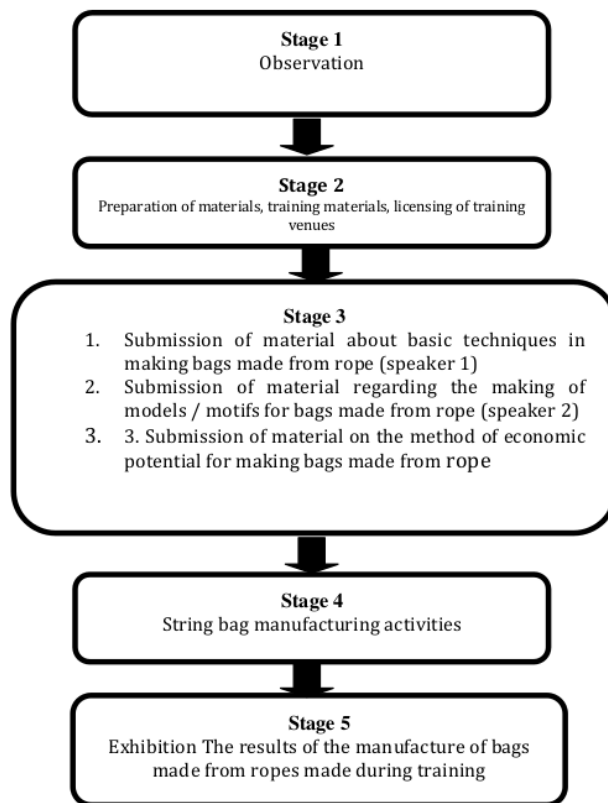 Stage 1
Observation
Stage 2
Preparation of materials, training materials, licensing of training
venues
Stage 3
1. Submission of material about basic techniques in
making bags made from rope (speaker 1)
2. Submission of material regarding the making of
models / motifs for bags made from rope (speaker 2)
3. 3. Submission of material on the method of economic
potential for making bags made from rope
Stage 4
String bag manufacturing activities
Stage 5
Exhibition The results of the manufacture of bags
made from ropes made during training